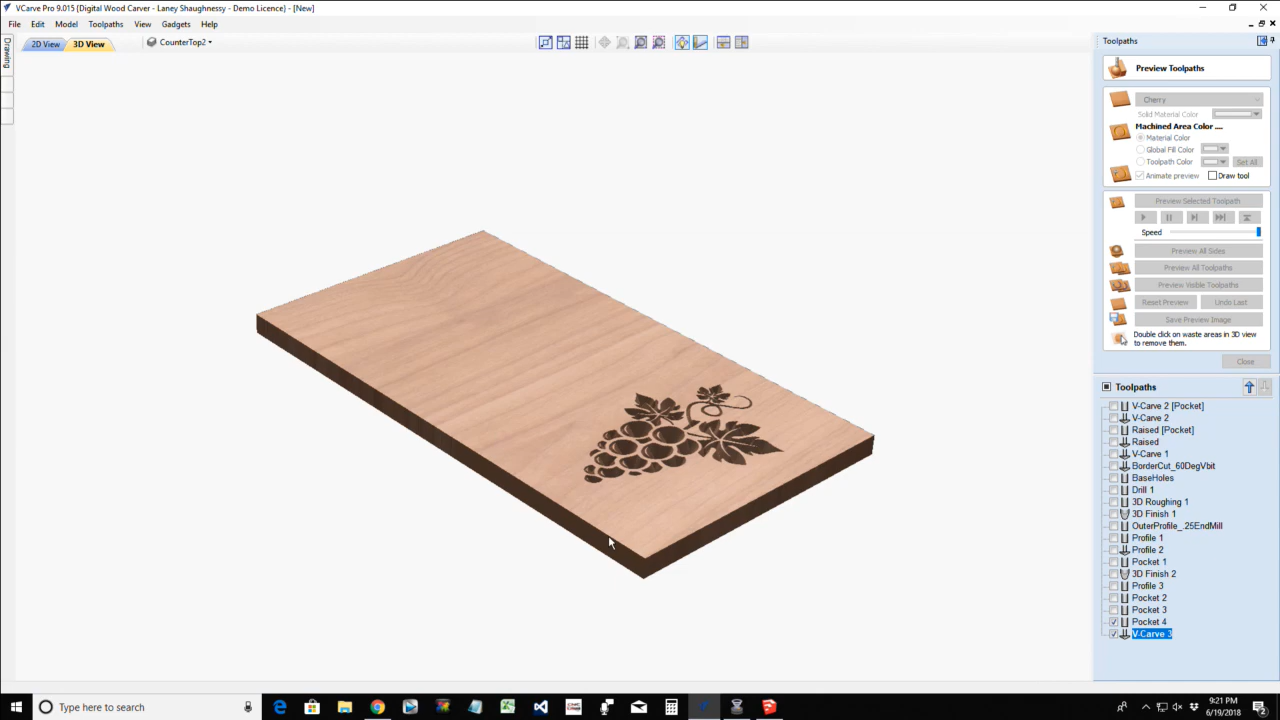 VCarve Pro 9.015 {Digital Wood Carver - Laney Shaughnessy - Demo Licence} - [New]
File Edit Model Toolpaths View Gadgets Help
Drawing
2D View 3D View CounterTop2
Toolpaths
Preview Toolpaths
Cherry
Solid Material Color
Machined Area Color ....
Material Color
Global Fill Color
Toolpath Color Set All
Animate preview Draw tool
Preview Selected Toolpath
Speed
Preview All Sides
Preview All Toolpaths
Preview Visible Toolpaths
Reset Preview Undo Last
Save Preview Image
Double click on waste areas in 3D view
to remove them.
Close
Toolpaths
V-Carve 2 [Pocket]
V-Carve 2
Raised [Pocket]
Raised
V-Carve 1
BorderCut_60DegVbit
BaseHoles
Drill 1
3D Roughing 1
3D Finish 1
OuterProfile_.25EndMill
Profile 1
Profile 2
Pocket 1
3D Finish 2
Profile 3
Pocket 2
Pocket 3
Pocket 4
V-Carve 3
Type here to search
9:21 PM
6/19/2018
2